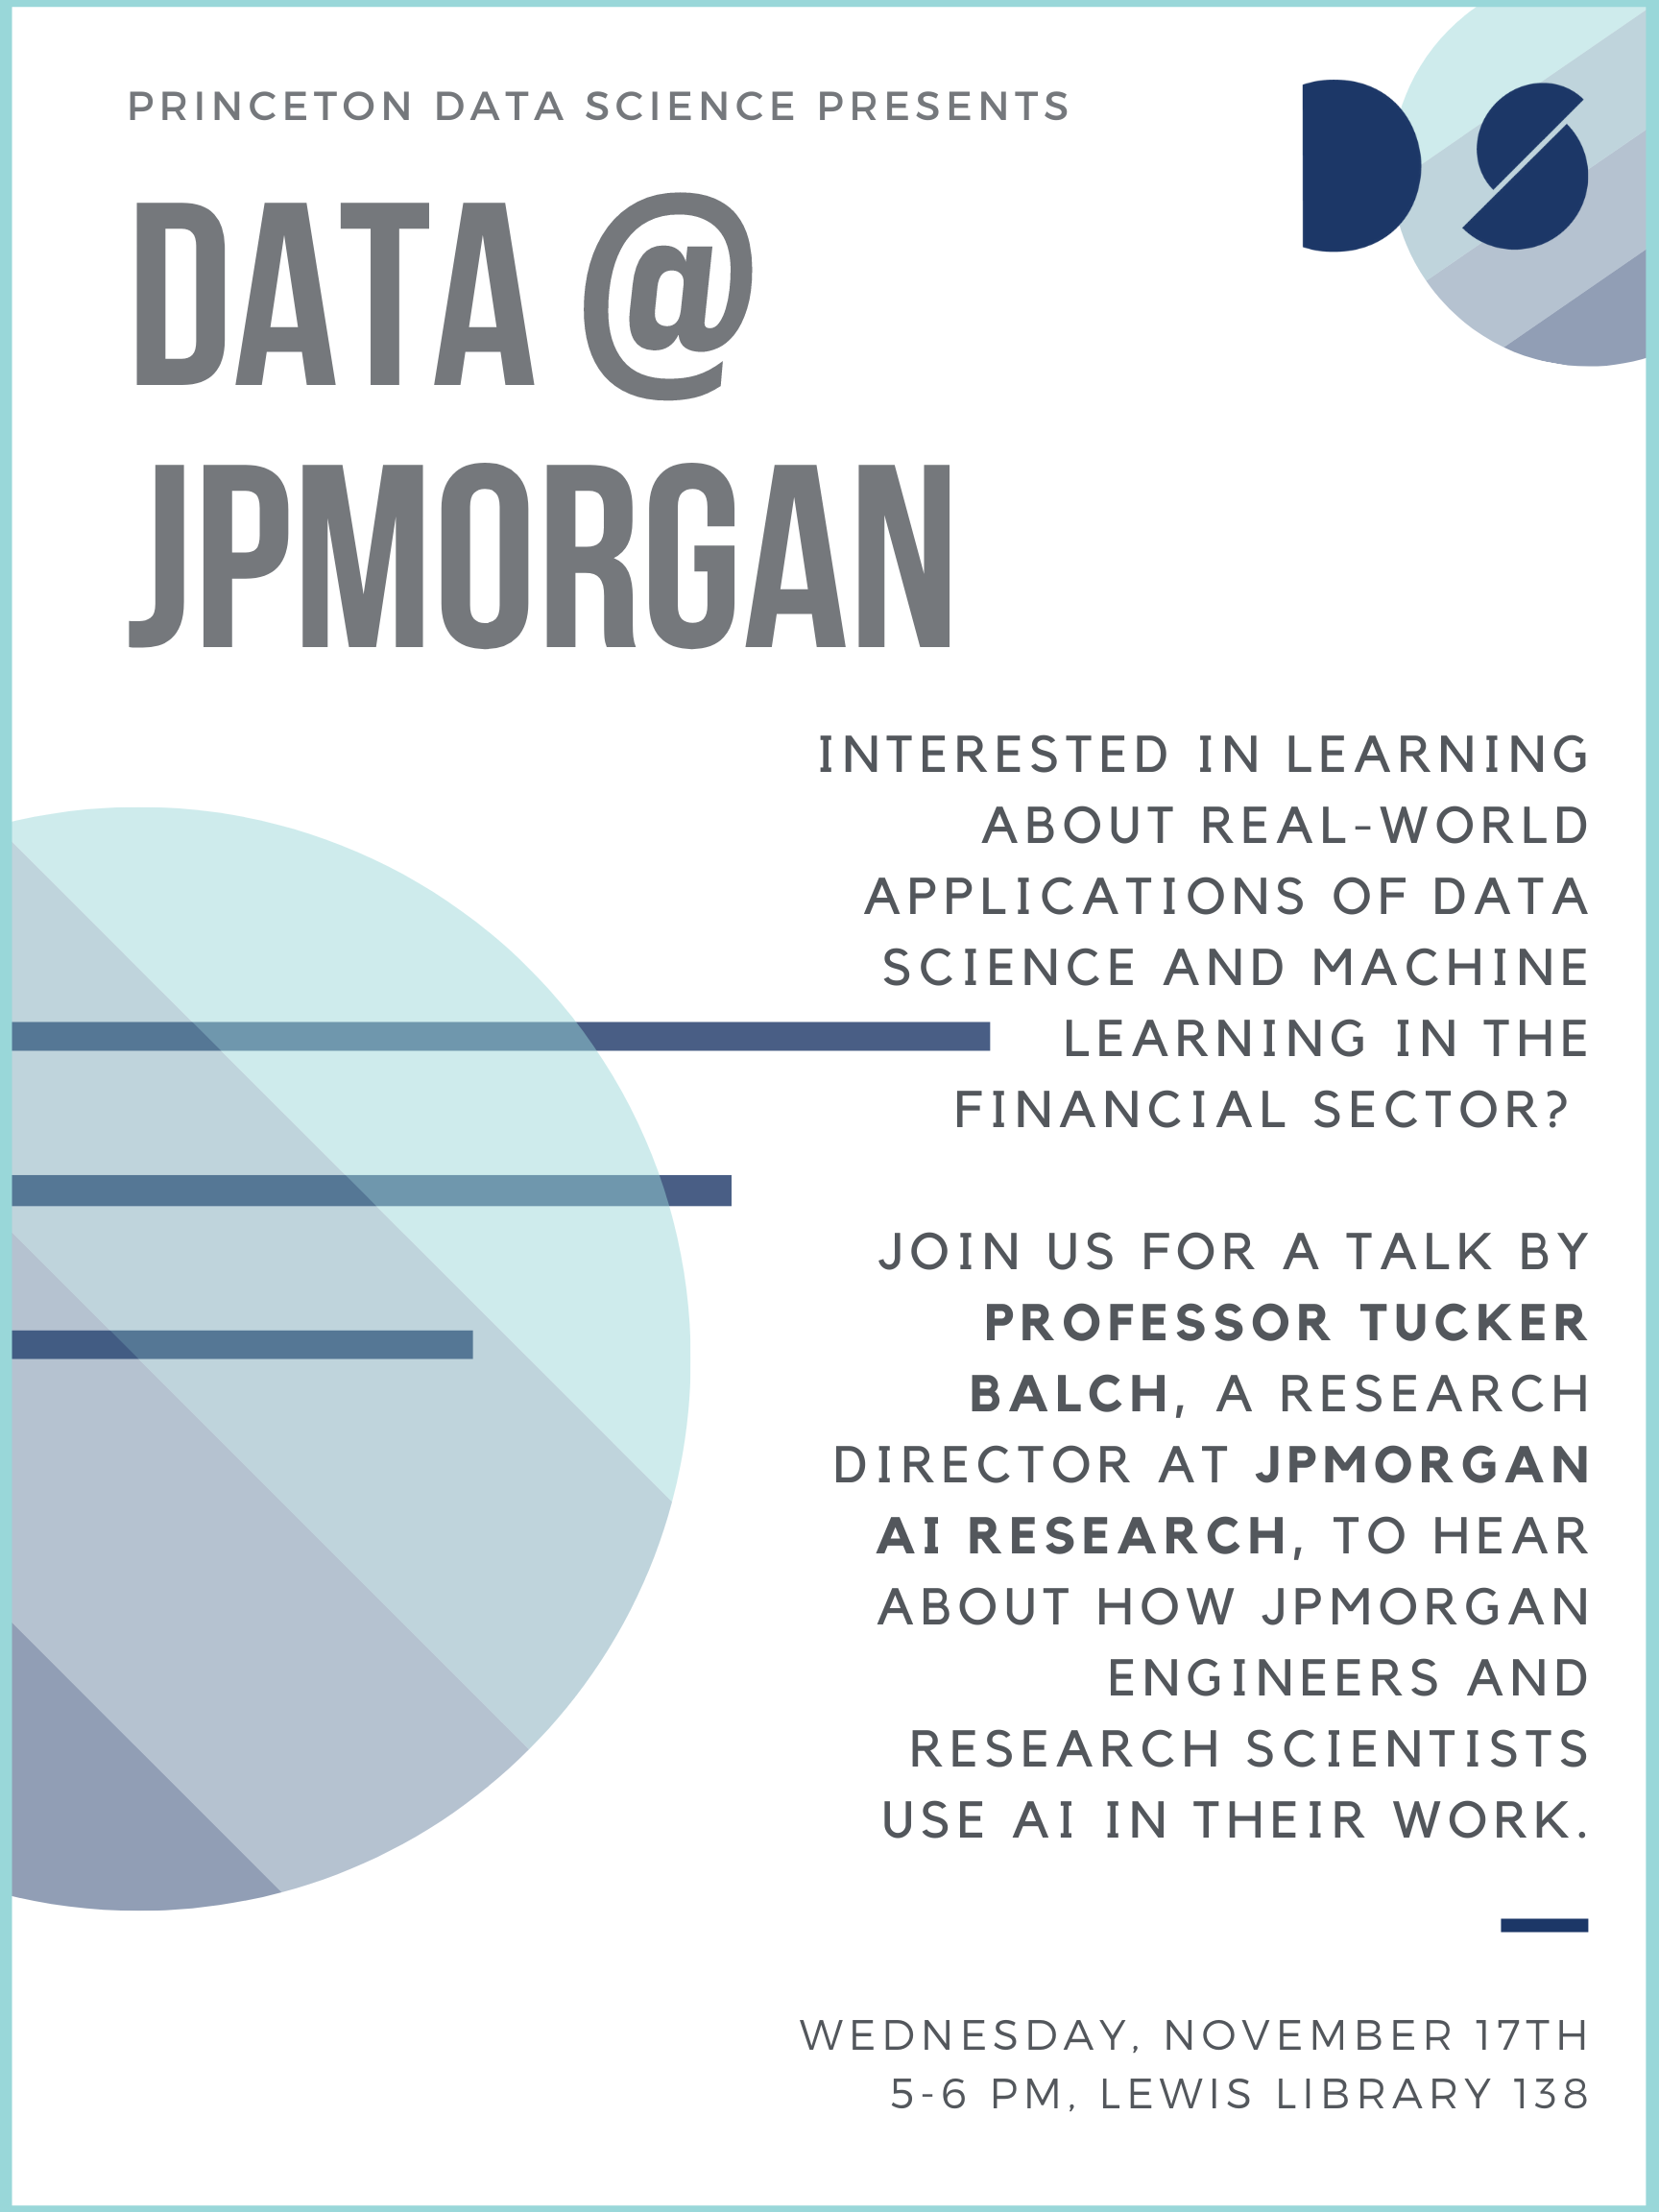 PRINCETON DATA SCIENCE PRESENTS
DS
DATA @
JPMORGAN
INTERESTED IN LEARNING
ABOUT REAL-WORLD
APPLICATIONS OF DATA
SCIENCE AND MACHINE
LEARNING IN THE
FINANCIAL SECTOR?
JOIN US FOR A TALK BY
PROFESSOR TUCKER
BALCH, A RESEARCH
DIRECTOR AT JPMORGAN
AI RESEARCH, TO HEAR
ABOUT HOW JPMORGAN
ENGINEERS AND
RESEARCH SCIENTISTS
USE AI IN THEIR WORK.
WEDNESDAY, NOVEMBER 17TH
5-6 PM, LEWIS LIBRARY 138